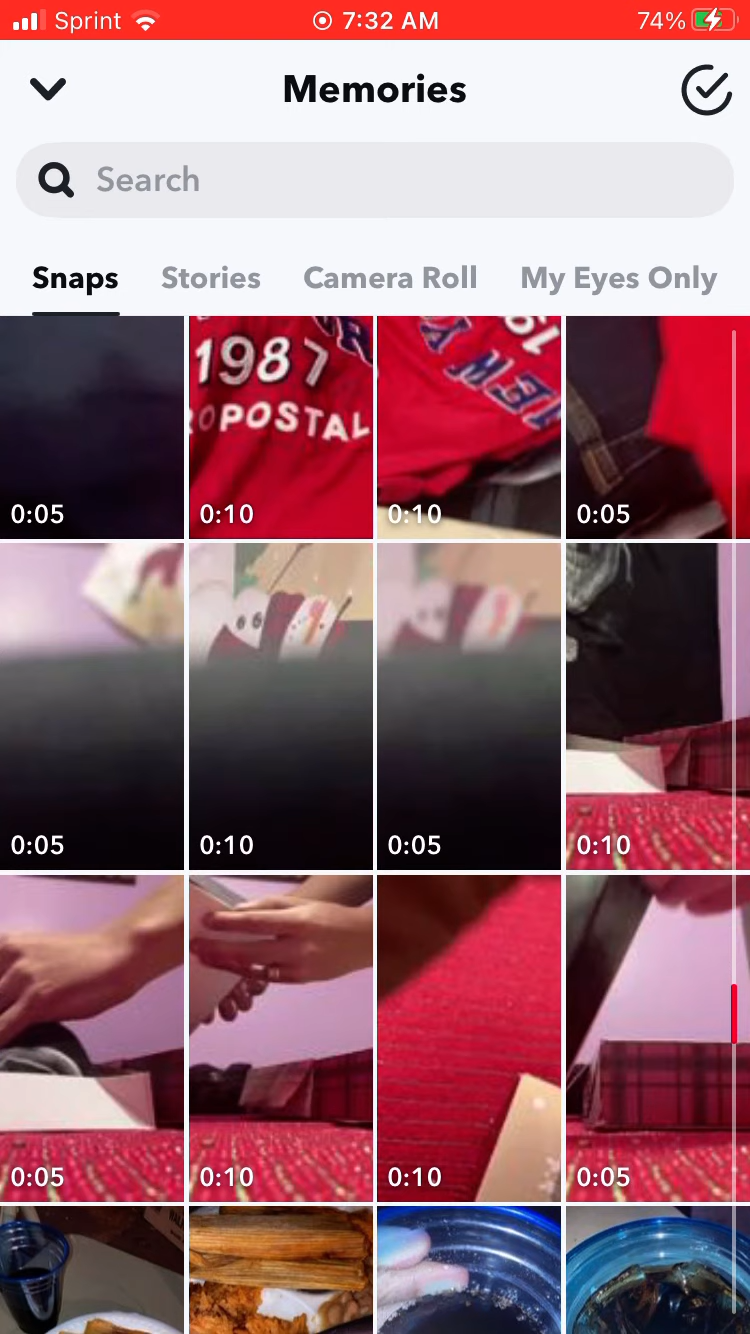 Sprint 7:32 AM 74%
Memories
Search
Snaps Stories Camera Roll My Eyes Only
1987
OPOSTAL
0:05 0:10 0:10 0:05
0:05 0:10 0:05 0:10
0:05 0:10 0:10 0:05